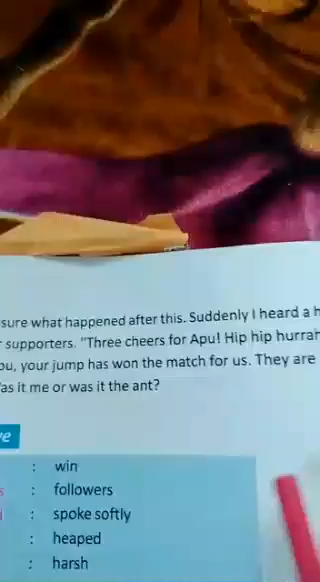 sure what happened after this. Suddenly I heard a h
supporters. "Three cheers for Apu! Hip hip hurrah
ou, your jump has won the match for us. They are
as it me or was it the ant?
ve
: win
s : followers
: spoke softly
: heaped
: harsh